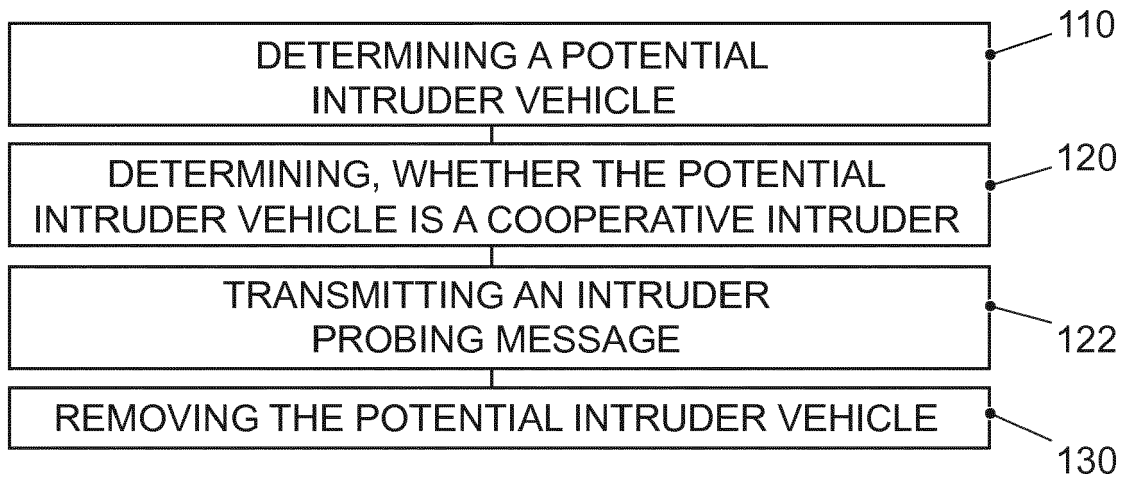 110
DETERMINING A POTENTIAL
INTRUDER VEHICLE
120
DETERMINING, WHETHER THE POTENTIAL
INTRUDER VEHICLE IS A COOPERATIVE INTRUDER
TRANSMITTING AN INTRUDER
PROBING MESSAGE
122
REMOVING THE POTENTIAL INTRUDER VEHICLE
130